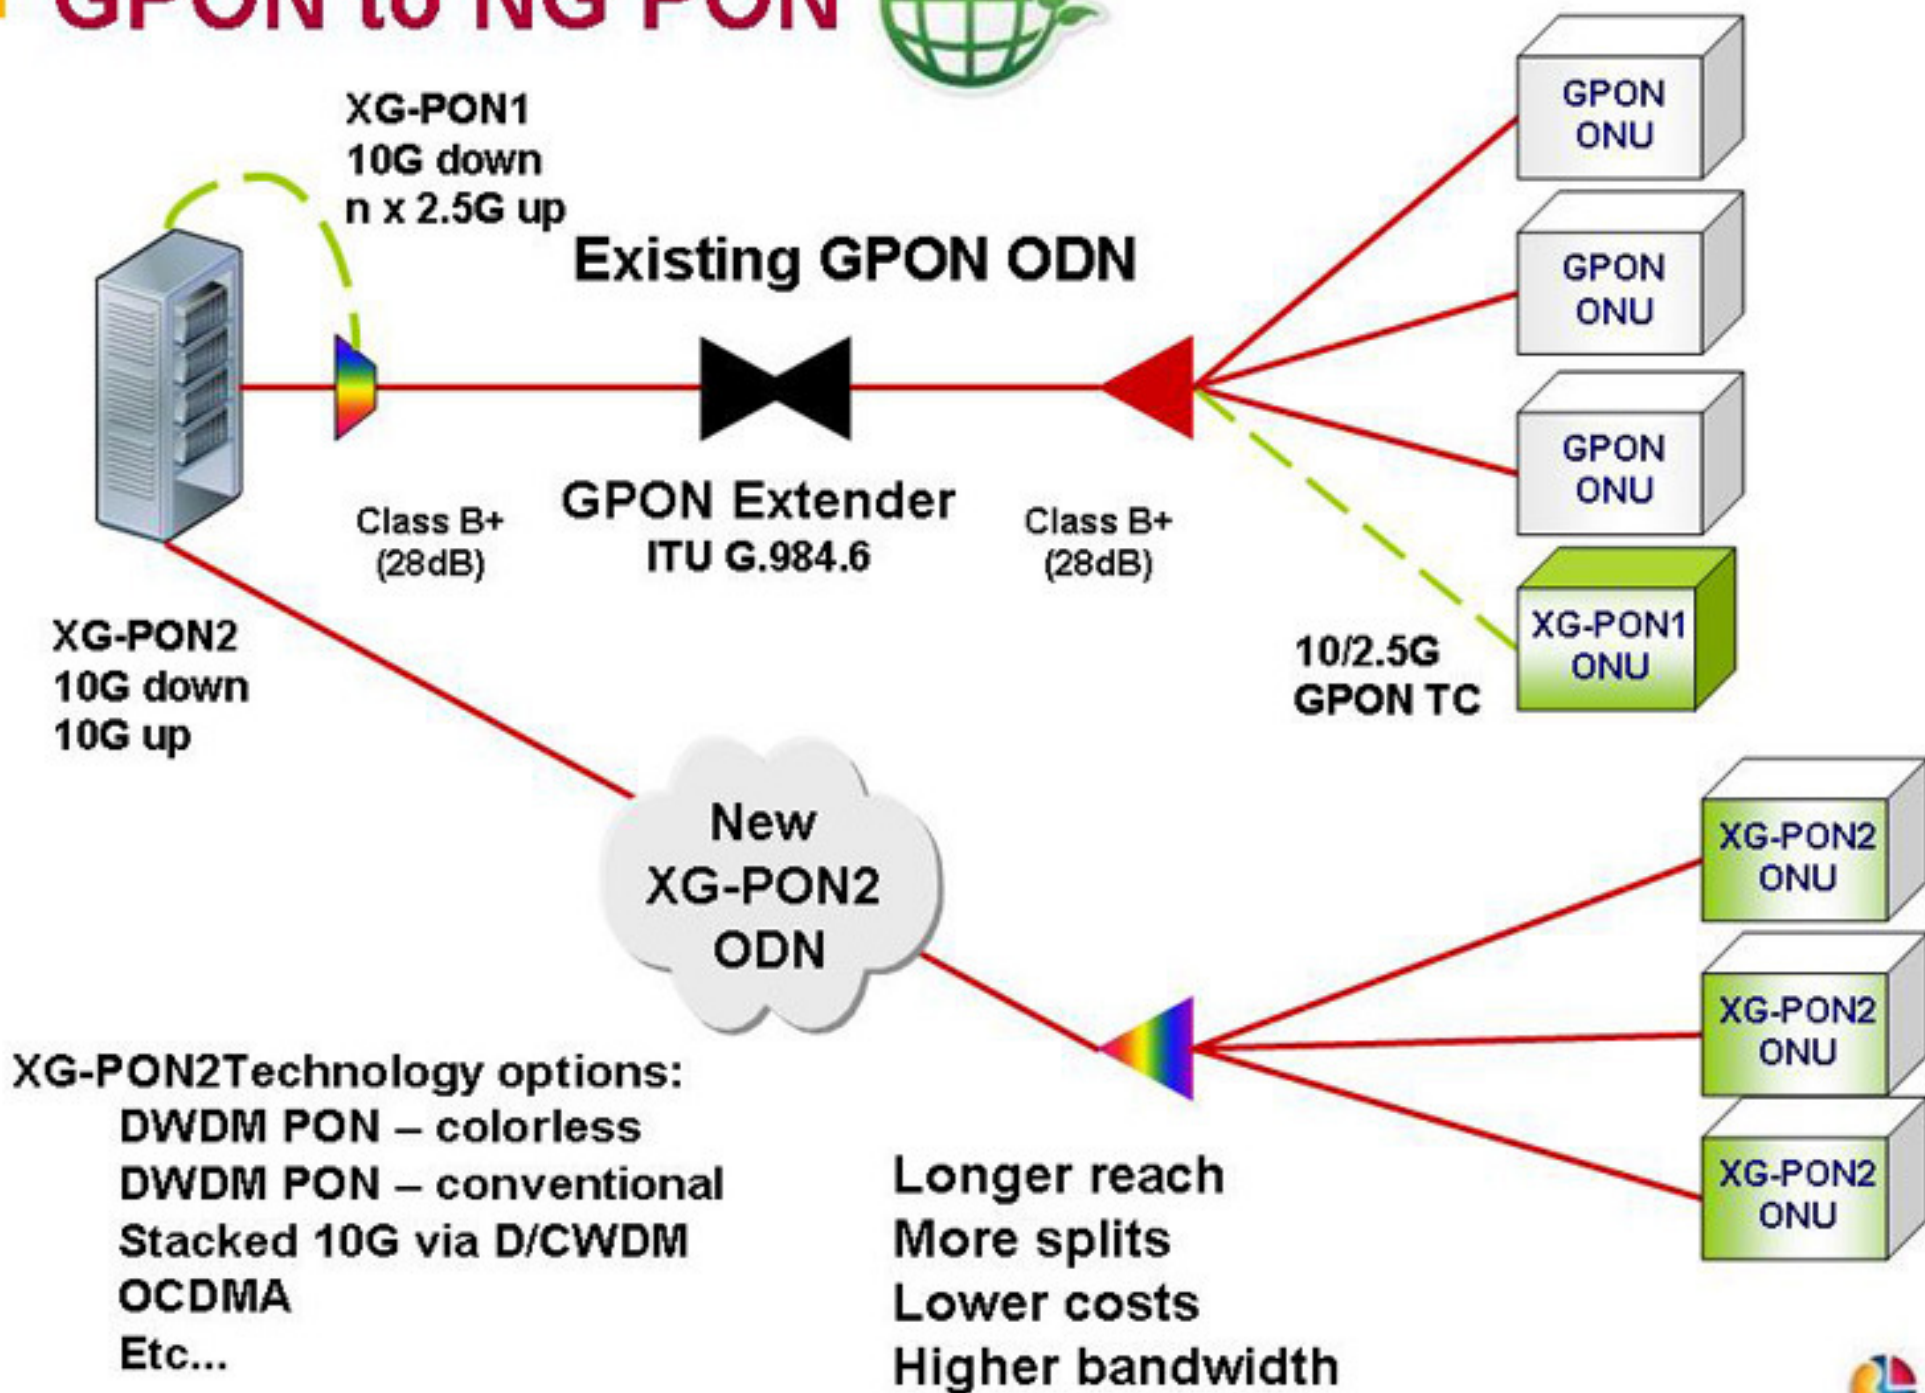 GPON to NG PON
XG-PON1
10G down
n x 2.5G up
Existing GPON ODN
GPON
ONU
GPON
ONU
GPON
ONU
XG-PON1
ONU
Class B+
(28dB)
GPON Extender
ITU G.984.6
Class B+
(28dB)
10/2.5G
GPON TC
XG-PON2
10G down
10G up
New
XG-PON2
ODN
XG-PON2
ONU
XG-PON2
ONU
XG-PON2
ONU
XG-PON2Technology options:
DWDM PON – colorless
DWDM PON – conventional
Stacked 10G via D/CWDM
OCDMA
Etc...
Longer reach
More splits
Lower costs
Higher bandwidth